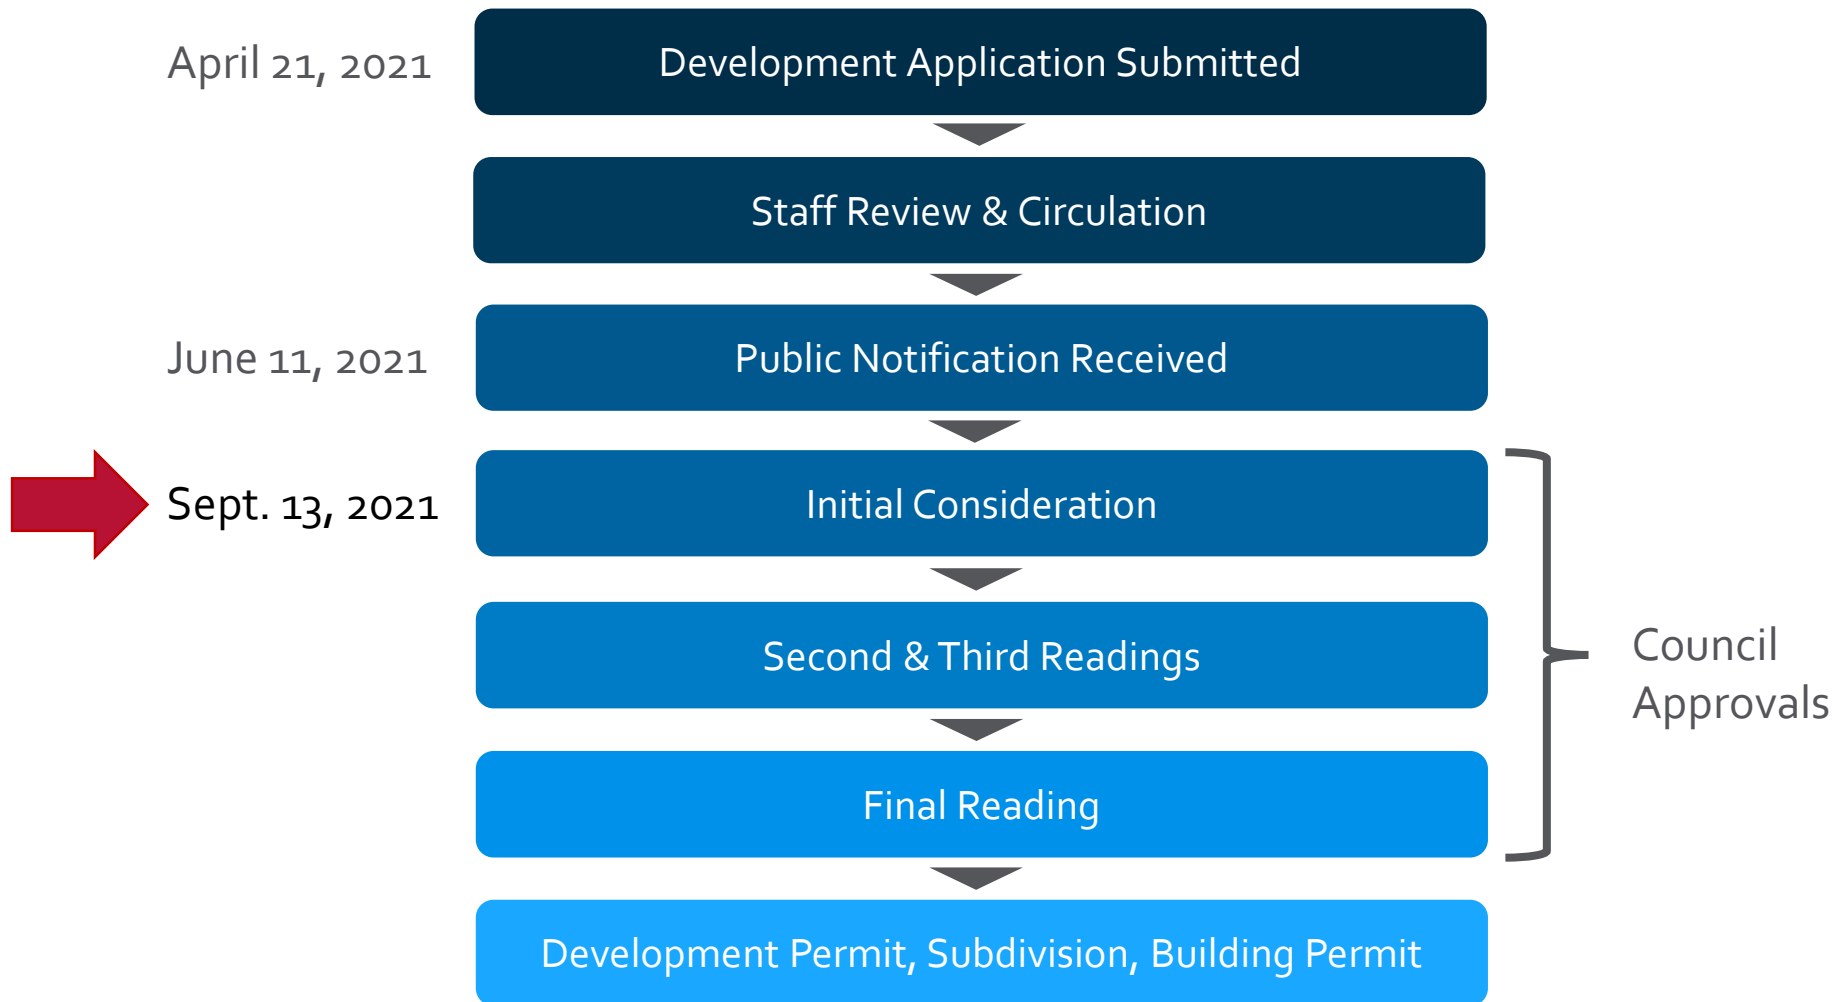 April 21, 2021
Development Application Submitted
Staff Review & Circulation
June 11, 2021
Public Notification Received
Sept. 13, 2021
Initial Consideration
Second & Third Readings
Council
Approvals
Final Reading
Development Permit, Subdivision, Building Permit